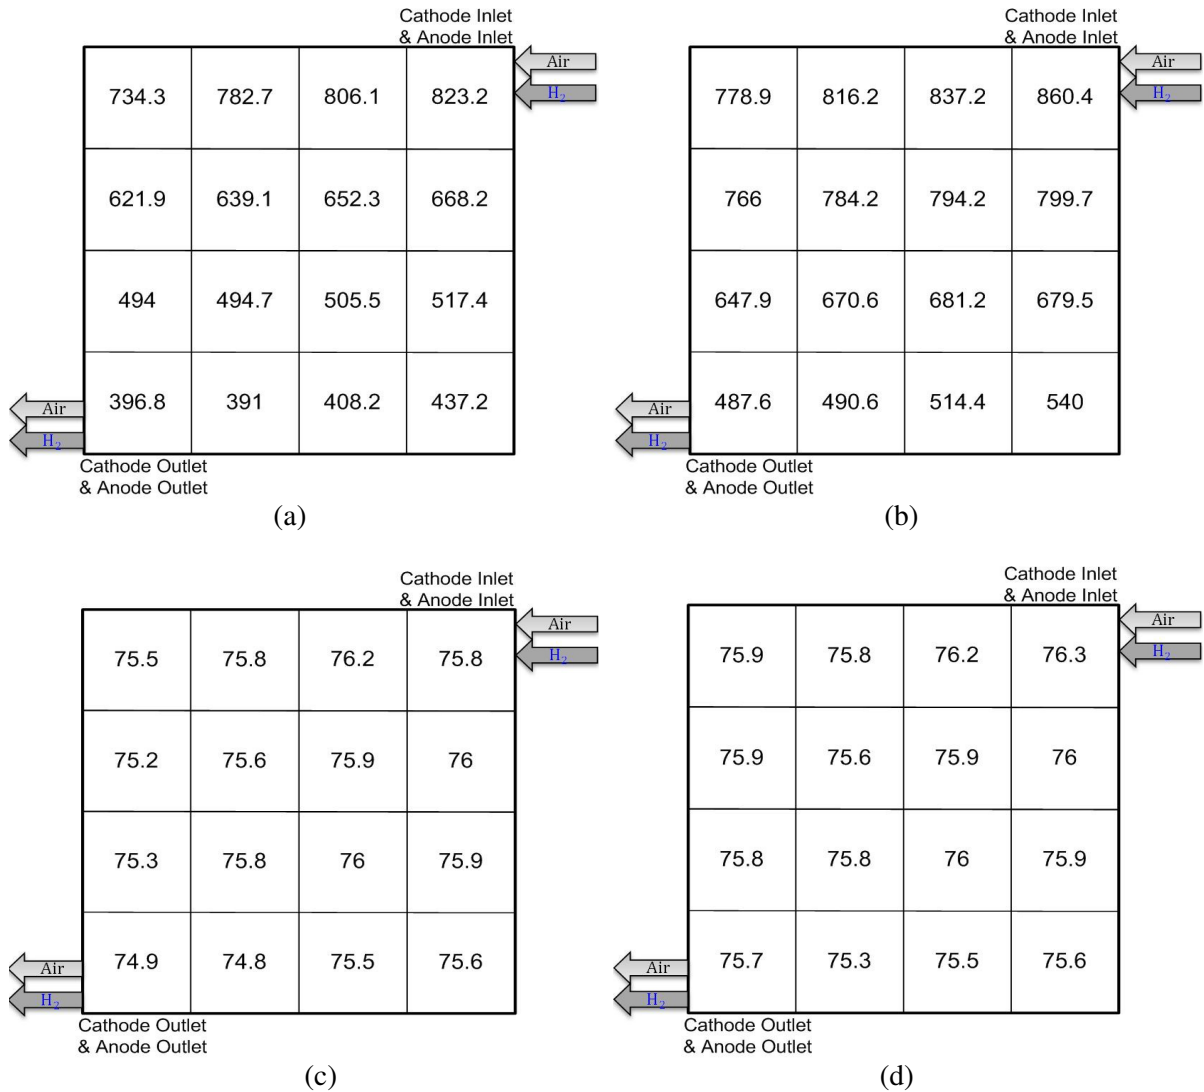 Cathode Inlet
& Anode Inlet
Air
H₂
734.3 782.7 806.1 823.2
621.9 639.1 652.3 668.2
494 494.7 505.5 517.4
396.8 391 408.2 437.2
Air
H₂
Cathode Outlet
& Anode Outlet
(a)
Cathode Inlet
& Anode Inlet
Air
H₂
778.9 816.2 837.2 860.4
766 784.2 794.2 799.7
647.9 670.6 681.2 679.5
487.6 490.6 514.4 540
Air
H₂
Cathode Outlet
& Anode Outlet
(b)
Cathode Inlet
& Anode Inlet
Air
H₂
75.5 75.8 76.2 75.8
75.2 75.6 75.9 76
75.3 75.8 76 75.9
74.9 74.8 75.5 75.6
Air
H₂
Cathode Outlet
& Anode Outlet
(c)
Cathode Inlet
& Anode Inlet
Air
H₂
75.9 75.8 76.2 76.3
75.9 75.6 75.9 76
75.8 75.8 76 75.9
75.7 75.3 75.5 75.6
Air
H₂
Cathode Outlet
& Anode Outlet
(d)